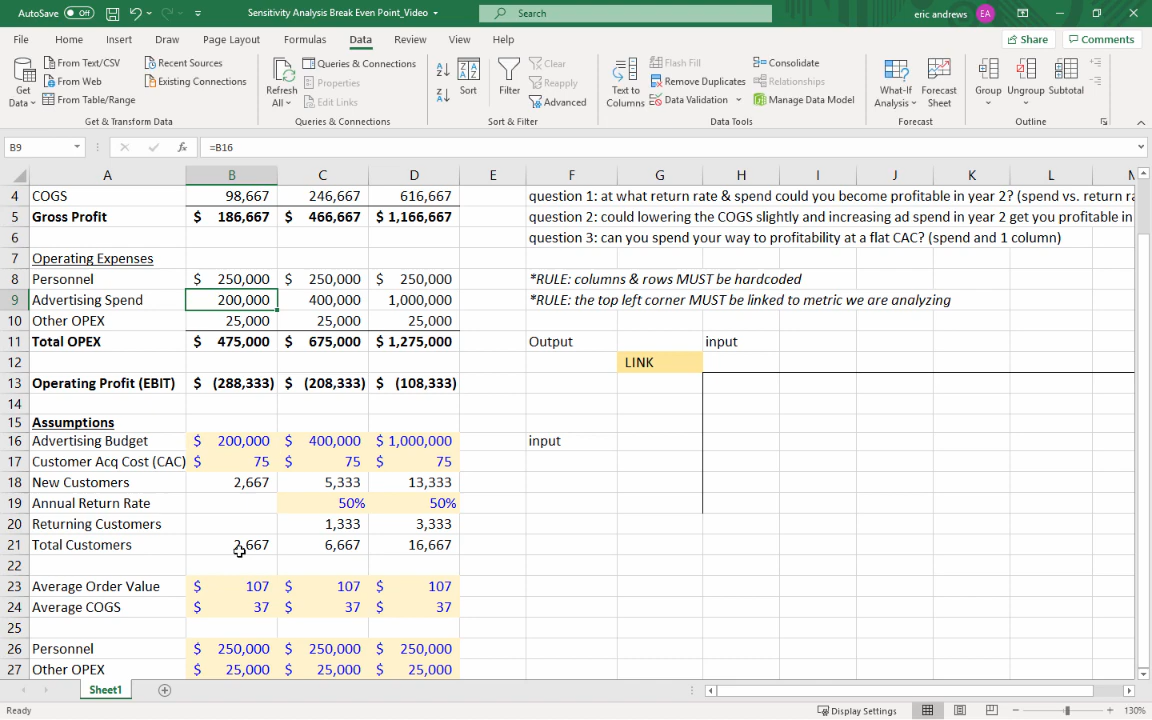 AutoSave Off Sensitivity Analysis Break Even Point_Video Search eric andrews EA
File Home Insert Draw Page Layout Formulas Data Review View Help Share Comments
Get Data From Text/CSV Recent Sources Refresh All Queries & Connections Sort Filter Clear Text to Columns Flash Fill Consolidate What-If Analysis Forecast Sheet Group Ungroup Subtotal
From Web Existing Connections Properties Reapply Remove Duplicates Relationships
From Table/Range Edit Links Advanced Data Validation Manage Data Model
Get & Transform Data Queries & Connections Sort & Filter Data Tools Forecast Outline
B9 fx =B16
A B C D E F G H I J K L M
4 COGS 98,667 246,667 616,667 question 1: at what return rate & spend could you become profitable in year 2? (spend vs. return ra
5 Gross Profit $ 186,667 $ 466,667 $ 1,166,667 question 2: could lowering the COGS slightly and increasing ad spend in year 2 get you profitable in
6 question 3: can you spend your way to profitability at a flat CAC? (spend and 1 column)
7 Operating Expenses
8 Personnel $ 250,000 $ 250,000 $ 250,000 *RULE: columns & rows MUST be hardcoded
9 Advertising Spend 200,000 400,000 1,000,000 *RULE: the top left corner MUST be linked to metric we are analyzing
10 Other OPEX 25,000 25,000 25,000
11 Total OPEX $ 475,000 $ 675,000 $ 1,275,000 Output input
12 LINK
13 Operating Profit (EBIT) $ (288,333) $ (208,333) $ (108,333)
14
15 Assumptions
16 Advertising Budget $ 200,000 $ 400,000 $ 1,000,000 input
17 Customer Acq Cost (CAC) $ 75 $ 75 $ 75
18 New Customers 2,667 5,333 13,333
19 Annual Return Rate 50% 50%
20 Returning Customers 1,333 3,333
21 Total Customers 2,667 6,667 16,667
22
23 Average Order Value $ 107 $ 107 $ 107
24 Average COGS $ 37 $ 37 $ 37
25
26 Personnel $ 250,000 $ 250,000 $ 250,000
27 Other OPEX $ 25,000 $ 25,000 $ 25,000
Sheet1
Ready Display Settings 130%